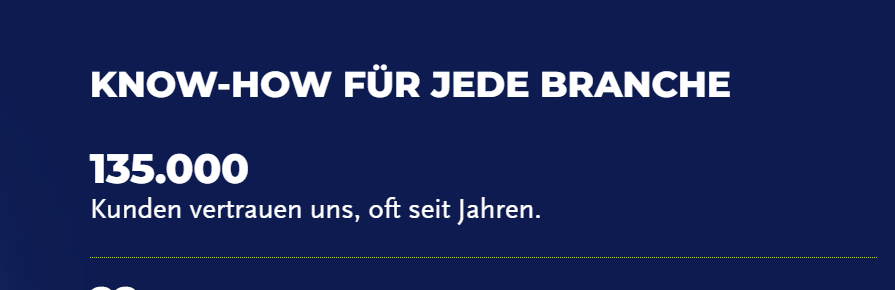 KNOW-HOW FÜR JEDE BRANCHE
135.000
Kunden vertrauen uns, oft seit Jahren.